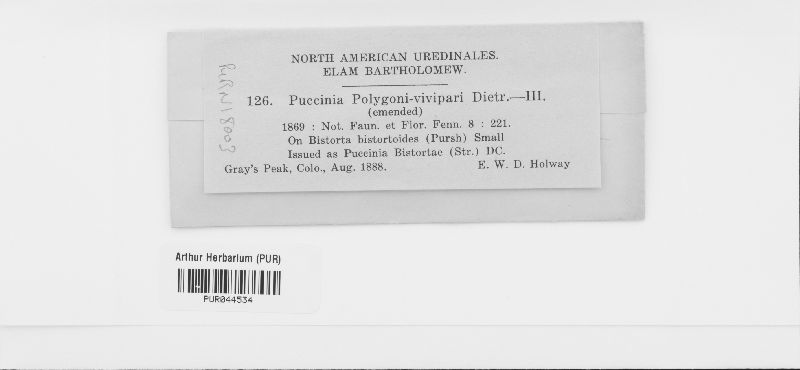 NORTH AMERICAN UREDINALES.
ELAM BARTHOLOMEW.
126. Puccinia Polygoni-vivipari Dietr.—III.
(emended)
1869 : Not. Faun. et Flor. Fenn. 8 : 221.
On Bistorta bistortoides (Pursh) Small
Issued as Puccinia Bistortae (Str.) DC.
Gray's Peak, Colo., Aug. 1888. E. W. D. Holway
PURN18003
Arthur Herbarium (PUR)
PUR044534